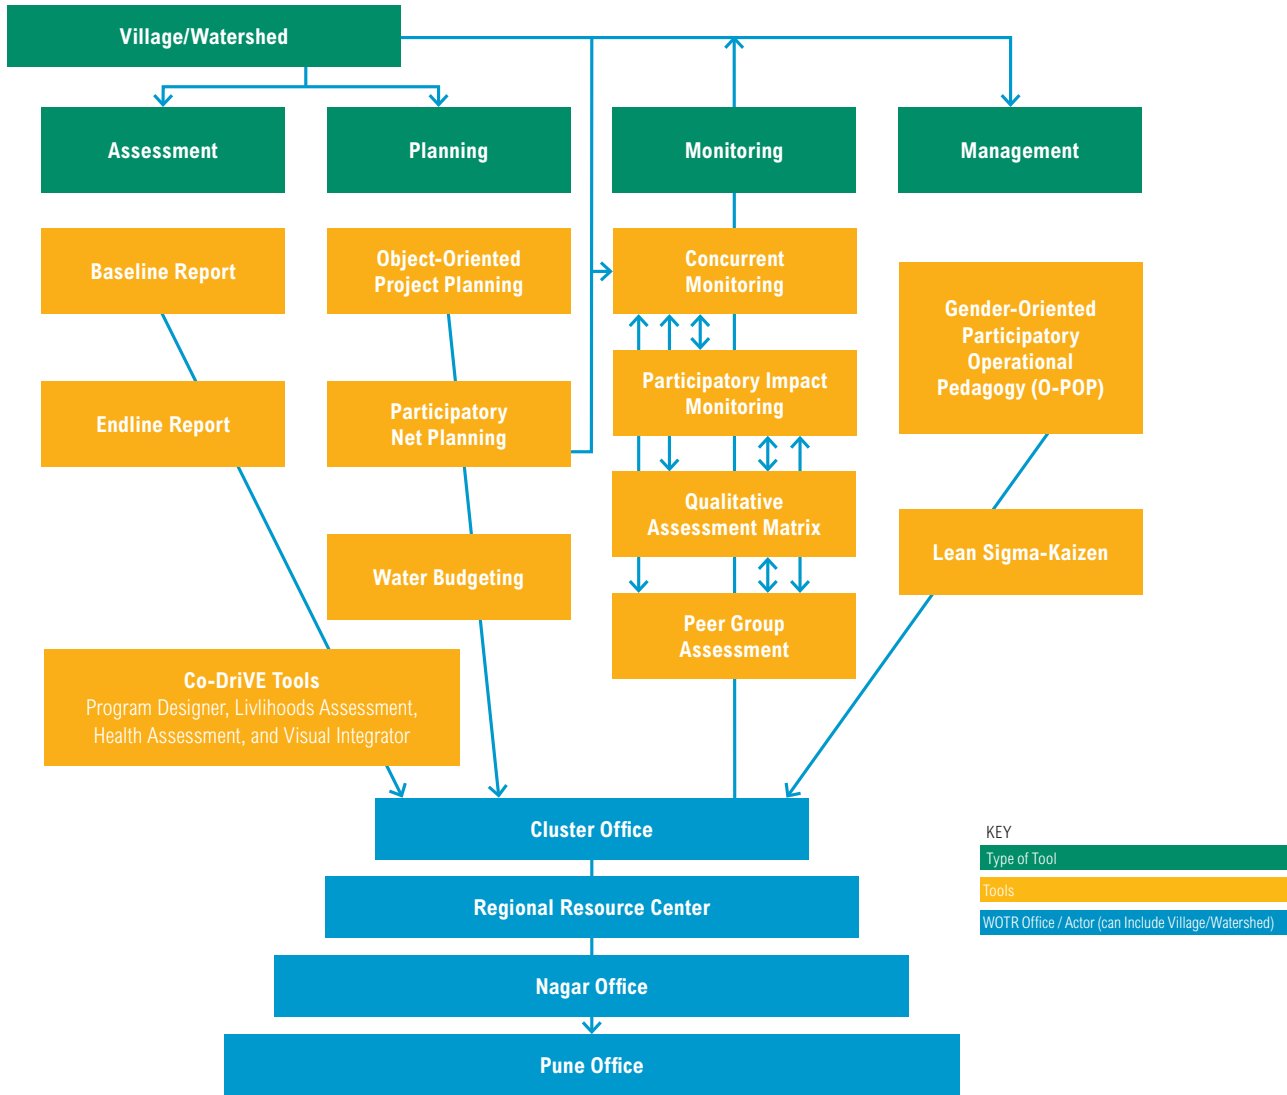 Village/Watershed
Assessment
Planning
Monitoring
Management
Baseline Report
Endline Report
Co-DriVE Tools
Program Designer, Livlihoods Assessment,
Health Assessment, and Visual Integrator
Object-Oriented
Project Planning
Participatory
Net Planning
Water Budgeting
Concurrent
Monitoring
Participatory Impact
Monitoring
Qualitative
Assessment Matrix
Peer Group
Assessment
Gender-Oriented
Participatory
Operational
Pedagogy (O-POP)
Lean Sigma-Kaizen
Cluster Office
Regional Resource Center
Nagar Office
Pune Office
KEY
Type of Tool
Tools
WOTR Office / Actor (can Include Village/Watershed)